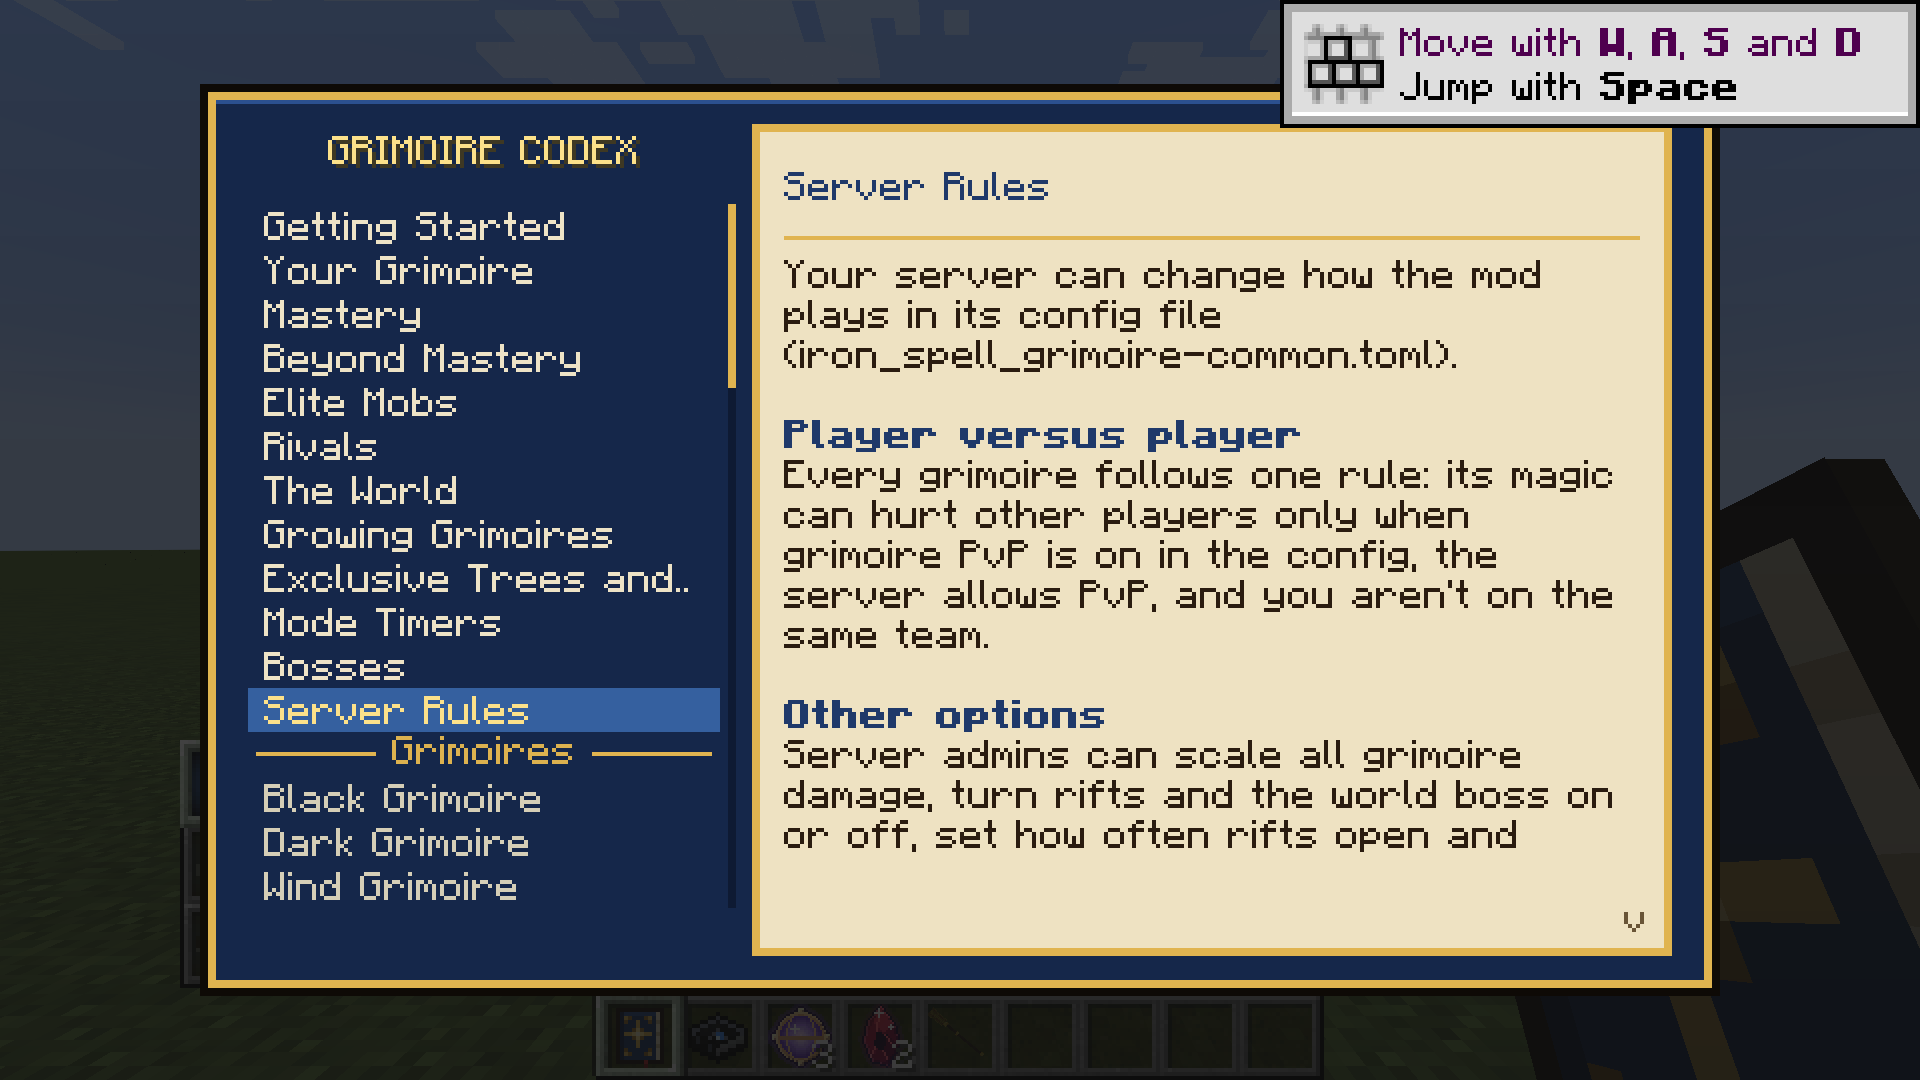 Move with W, A, S and D
Jump with Space
GRIMOIRE CODEX
Getting Started
Your Grimoire
Mastery
Beyond Mastery
Elite Mobs
Rivals
The World
Growing Grimoires
Exclusive Trees and..
Mode Timers
Bosses
Server Rules
Grimoires
Black Grimoire
Dark Grimoire
Wind Grimoire
Server Rules
Your server can change how the mod
plays in its config file
(iron_spell_grimoire-common.toml).
Player versus player
Every grimoire follows one rule: its magic
can hurt other players only when
grimoire PvP is on in the config, the
server allows PvP, and you aren't on the
same team.
Other options
Server admins can scale all grimoire
damage, turn rifts and the world boss on
or off, set how often rifts open and
3
2